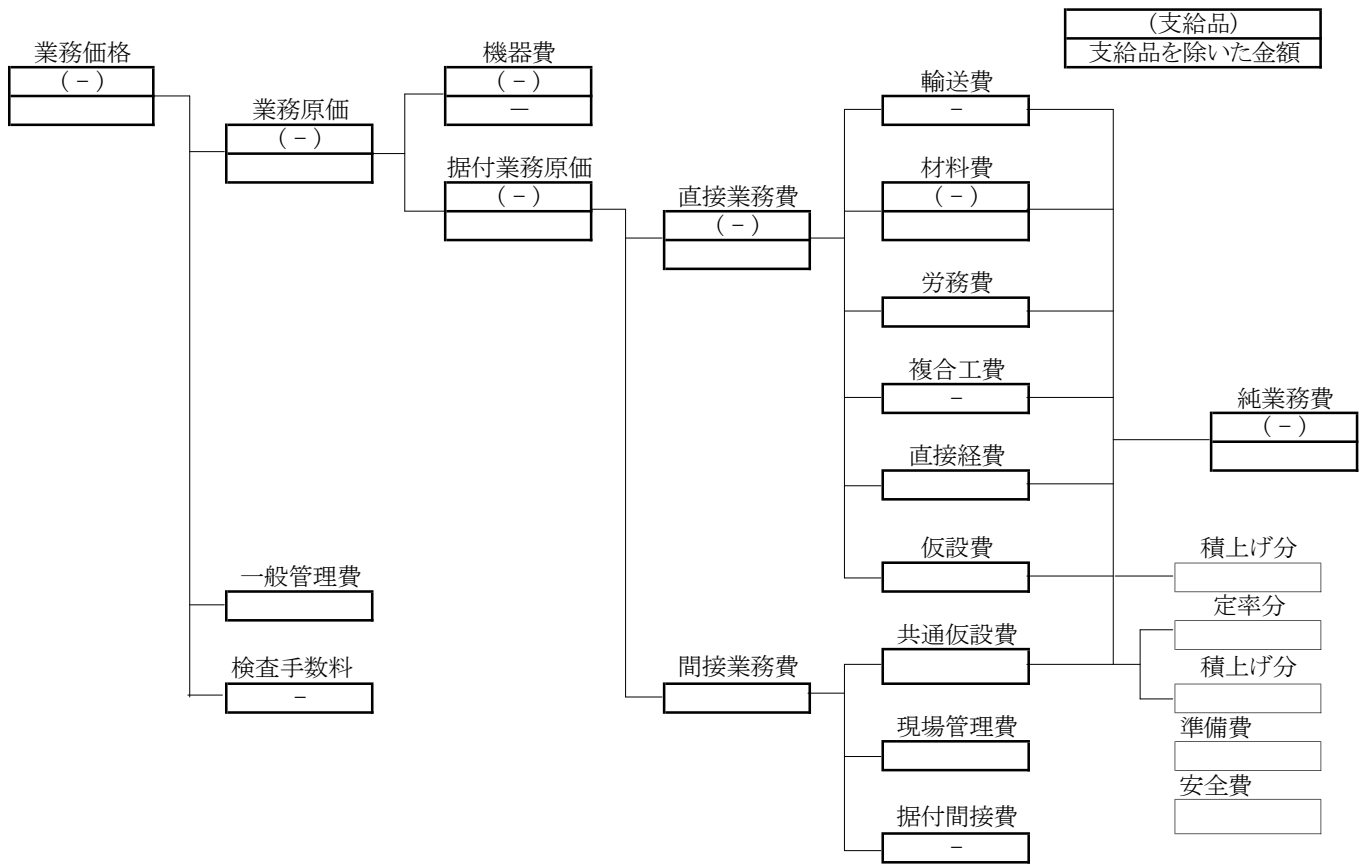 (支給品)
支給品を除いた金額
業務価格
(-)
業務原価
(-)
機器費
(-)
-
据付業務原価
(-)
直接業務費
(-)
輸送費
-
材料費
(-)
労務費
複合工費
-
直接経費
仮設費
純業務費
(-)
積上げ分
定率分
積上げ分
準備費
安全費
一般管理費
検査手数料
-
間接業務費
共通仮設費
現場管理費
据付間接費
-